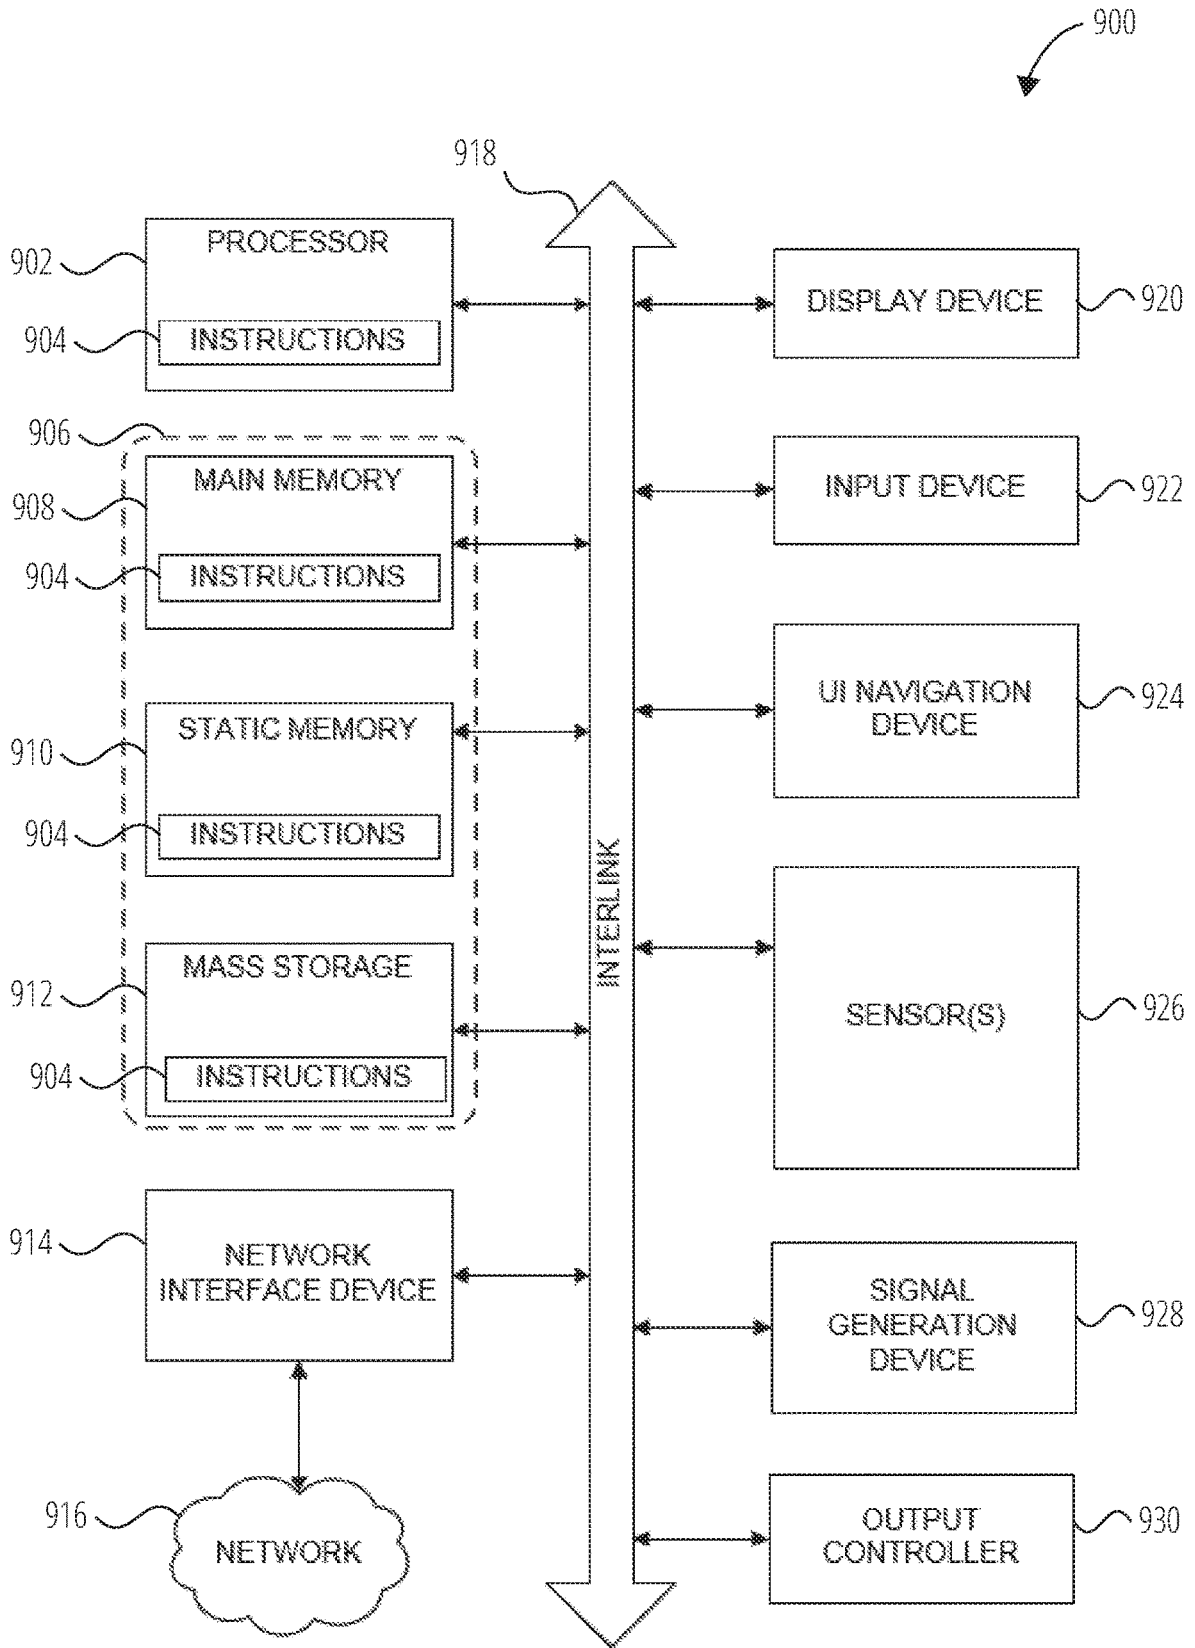 900
918
902
PROCESSOR
904
INSTRUCTIONS
906
908
MAIN MEMORY
904
INSTRUCTIONS
910
STATIC MEMORY
904
INSTRUCTIONS
912
MASS STORAGE
904
INSTRUCTIONS
914
NETWORK
INTERFACE DEVICE
916
NETWORK
INTERLINK
DISPLAY DEVICE
920
INPUT DEVICE
922
UI NAVIGATION
DEVICE
924
SENSOR(S)
926
SIGNAL
GENERATION
DEVICE
928
OUTPUT
CONTROLLER
930